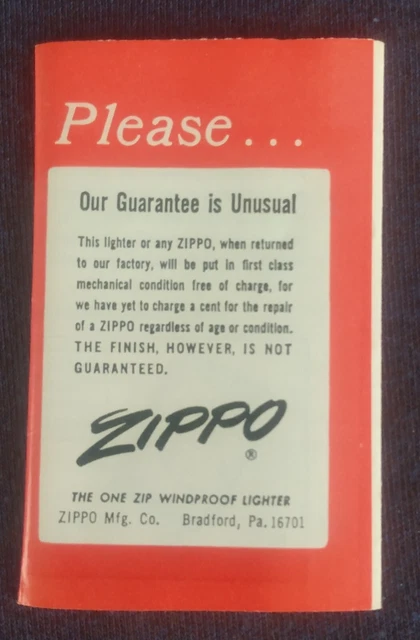 Please...
Our Guarantee is Unusual
This lighter or any ZIPPO, when returned
to our factory, will be put in first class
mechanical condition free of charge, for
we have yet to charge a cent for the repair
of a ZIPPO regardless of age or condition.
THE FINISH, HOWEVER, IS NOT
GUARANTEED.
ZIPPO
®
THE ONE ZIP WINDPROOF LIGHTER
ZIPPO Mfg. Co. Bradford, Pa. 16701